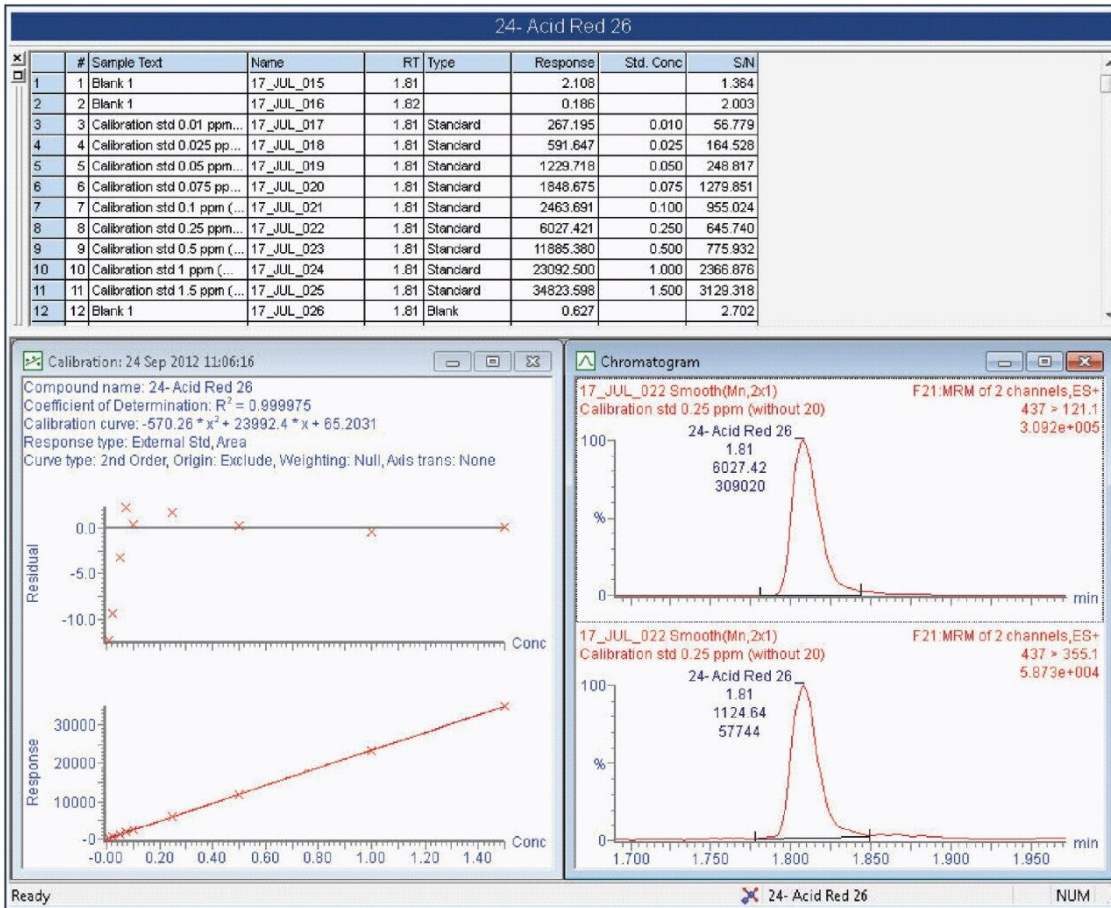 24- Acid Red 26
# Sample Text Name RT Type Response Std. Conc S/N
1 1 Blank 1 17_JUL_015 1.81 2.108 1.364
2 2 Blank 1 17_JUL_016 1.82 0.186 2.003
3 3 Calibration std 0.01 ppm... 17_JUL_017 1.81 Standard 267.195 0.010 56.779
4 4 Calibration std 0.025 pp... 17_JUL_018 1.81 Standard 591.647 0.025 164.528
5 5 Calibration std 0.05 ppm... 17_JUL_019 1.81 Standard 1229.718 0.050 248.817
6 6 Calibration std 0.075 pp... 17_JUL_020 1.81 Standard 1848.675 0.075 1279.851
7 7 Calibration std 0.1 ppm (... 17_JUL_021 1.81 Standard 2463.691 0.100 955.024
8 8 Calibration std 0.25 ppm... 17_JUL_022 1.81 Standard 6027.421 0.250 645.740
9 9 Calibration std 0.5 ppm (... 17_JUL_023 1.81 Standard 11885.380 0.500 775.932
10 10 Calibration std 1 ppm (... 17_JUL_024 1.81 Standard 23092.500 1.000 2366.876
11 11 Calibration std 1.5 ppm (... 17_JUL_025 1.81 Standard 34823.598 1.500 3129.318
12 12 Blank 1 17_JUL_026 1.81 Blank 0.627 2.702
Calibration: 24 Sep 2012 11:06:16
Compound name: 24- Acid Red 26
Coefficient of Determination: R² = 0.999975
Calibration curve: -570.26 * x² + 23992.4 * x + 65.2031
Response type: External Std, Area
Curve type: 2nd Order, Origin: Exclude, Weighting: Null, Axis trans: None
0.0
-5.0
-10.0
Residual
Conc
30000
20000
10000
-0
Response
Conc
-0.00 0.20 0.40 0.60 0.80 1.00 1.20 1.40
Chromatogram
17_JUL_022 Smooth(Mn,2x1) F21:MRM of 2 channels,ES+
Calibration std 0.25 ppm (without 20) 437 > 121.1
3.092e+005
24- Acid Red 26
1.81
6027.42
309020
100
%
0
min
1.700 1.750 1.800 1.850 1.900 1.950
17_JUL_022 Smooth(Mn,2x1) F21:MRM of 2 channels,ES+
Calibration std 0.25 ppm (without 20) 437 > 355.1
5.873e+004
24- Acid Red 26
1.81
1124.64
57744
100
%
0
min
1.700 1.750 1.800 1.850 1.900 1.950
Ready 24- Acid Red 26 NUM